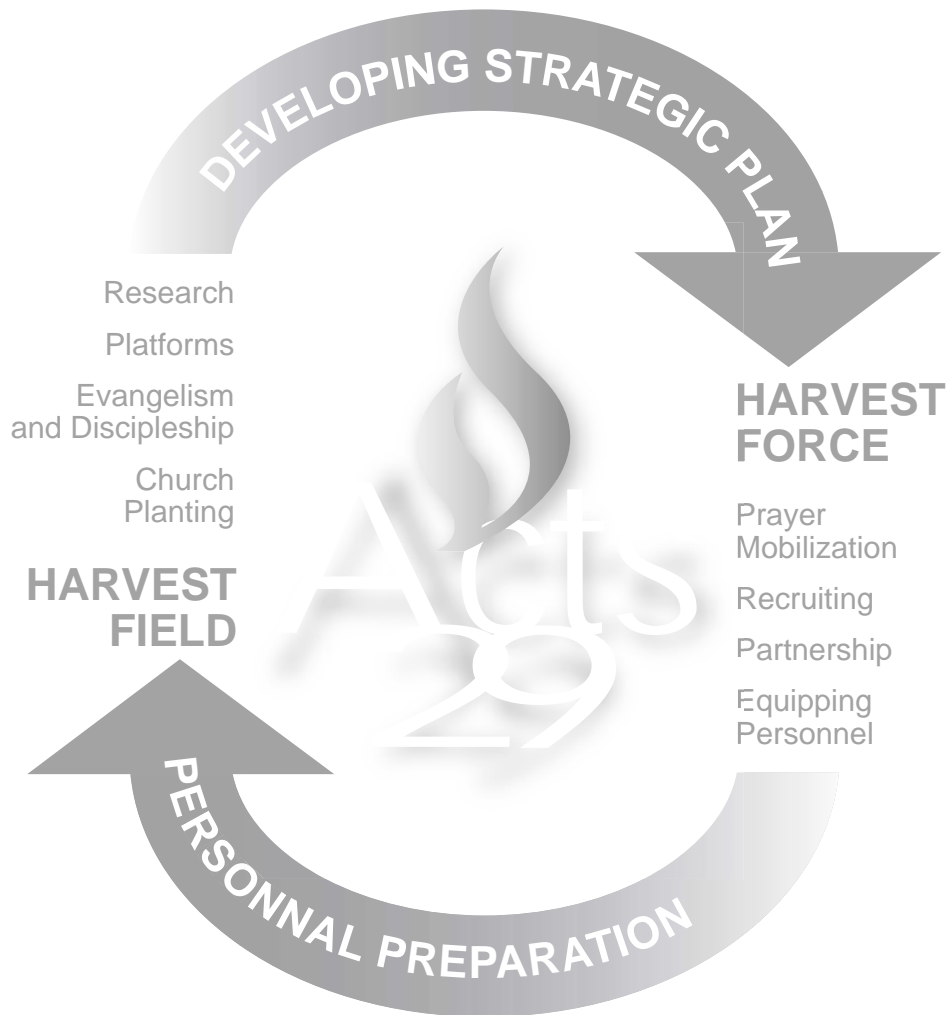 DEVELOPING STRATEGIC PLAN
Research
Platforms
Evangelism
and Discipleship
Church
Planting
HARVEST
FIELD
Acts
29
HARVEST
FORCE
Prayer
Mobilization
Recruiting
Partnership
Equipping
Personnel
PERSONNAL PREPARATION